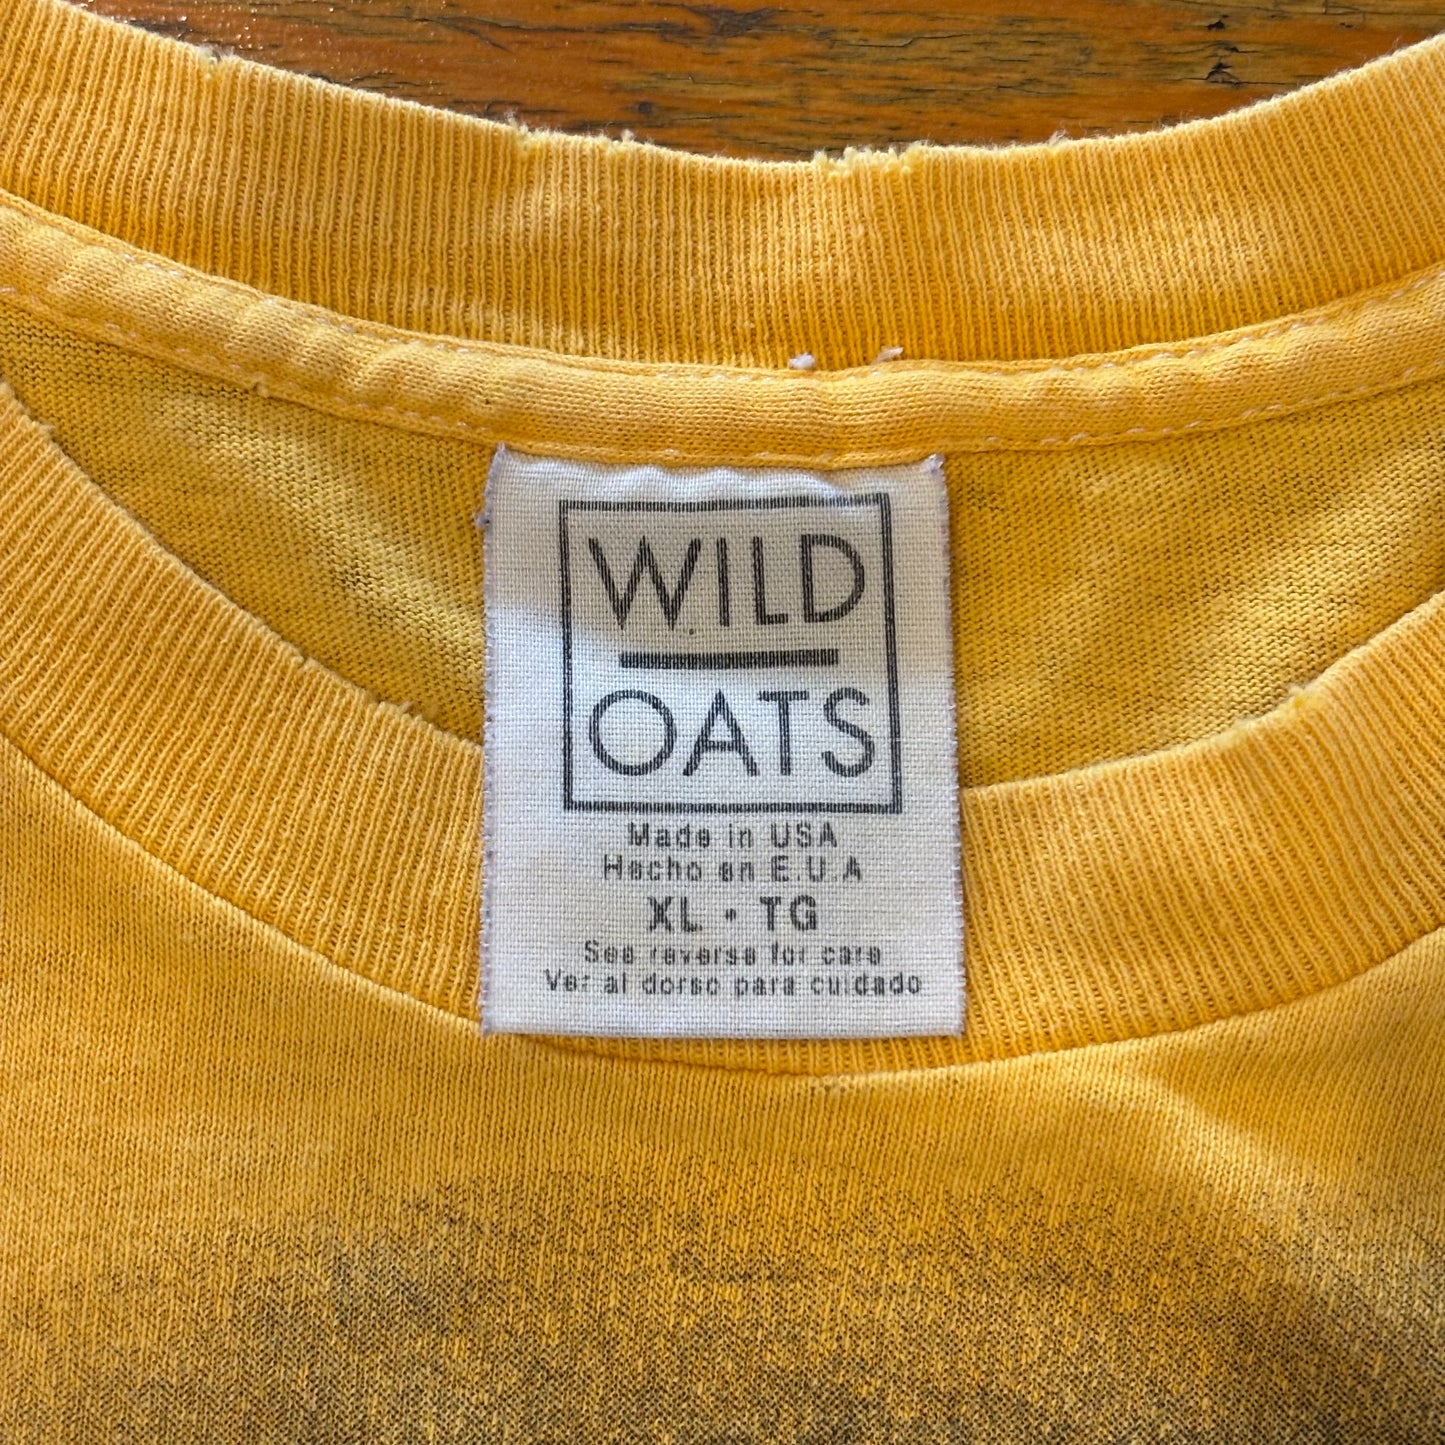 WILD
OATS
Made in USA
Hecho en E.U.A
XL · TG
See reverse for care
Ver al dorso para cuidado